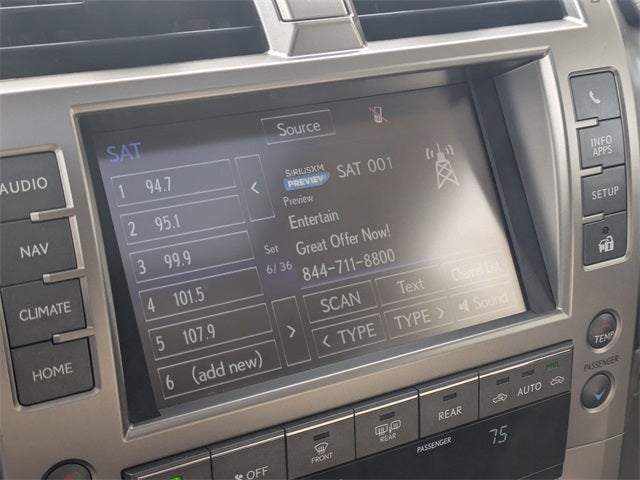 Source
SAT
SIRIUSXM
PREVIEW
SAT 001
Preview
Entertain
Great Offer Now!
844-711-8800
1 94.7
2 95.1
3 99.9
4 101.5
5 107.9
6 (add new)
<
Set
6/36
>
SCAN
Text
Channel List
< TYPE
TYPE >
Sound
AUDIO
NAV
CLIMATE
HOME
INFO
APPS
SETUP
TEMP
PASSENGER
OFF
FRONT
REAR
REAR
AUTO
PASSENGER
75